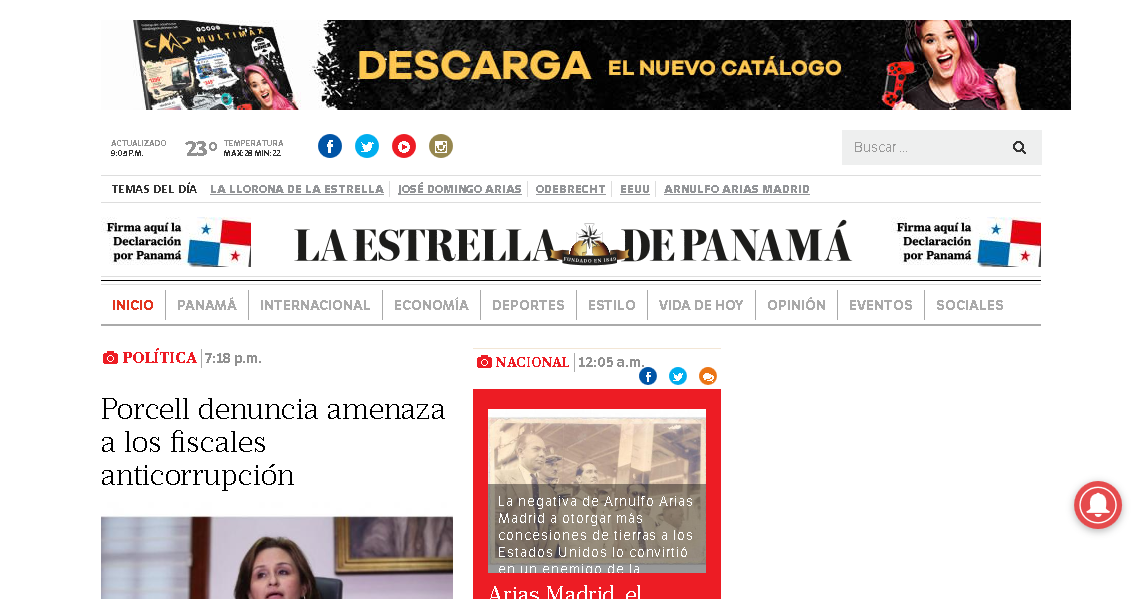 MULTIMAX
DESCARGA EL NUEVO CATÁLOGO
ACTUALIZADO
9:04 P.M.
23º
TEMPERATURA
MAX:28 MIN:22
Buscar ...
TEMAS DEL DÍA
LA LLORONA DE LA ESTRELLA
JOSÉ DOMINGO ARIAS
ODEBRECHT
EEUU
ARNULFO ARIAS MADRID
Firma aquí la
Declaración
por Panamá
LA ESTRELLA DE PANAMÁ
FUNDADO EN 1849
Firma aquí la
Declaración
por Panamá
INICIO
PANAMÁ
INTERNACIONAL
ECONOMÍA
DEPORTES
ESTILO
VIDA DE HOY
OPINIÓN
EVENTOS
SOCIALES
POLÍTICA 7:18 p.m.
Porcell denuncia amenaza
a los fiscales
anticorrupción
NACIONAL 12:05 a.m.
La negativa de Arnulfo Arias
Madrid a otorgar más
concesiones de tierras a los
Estados Unidos lo convirtió
en un enemigo de la
Arias Madrid, el